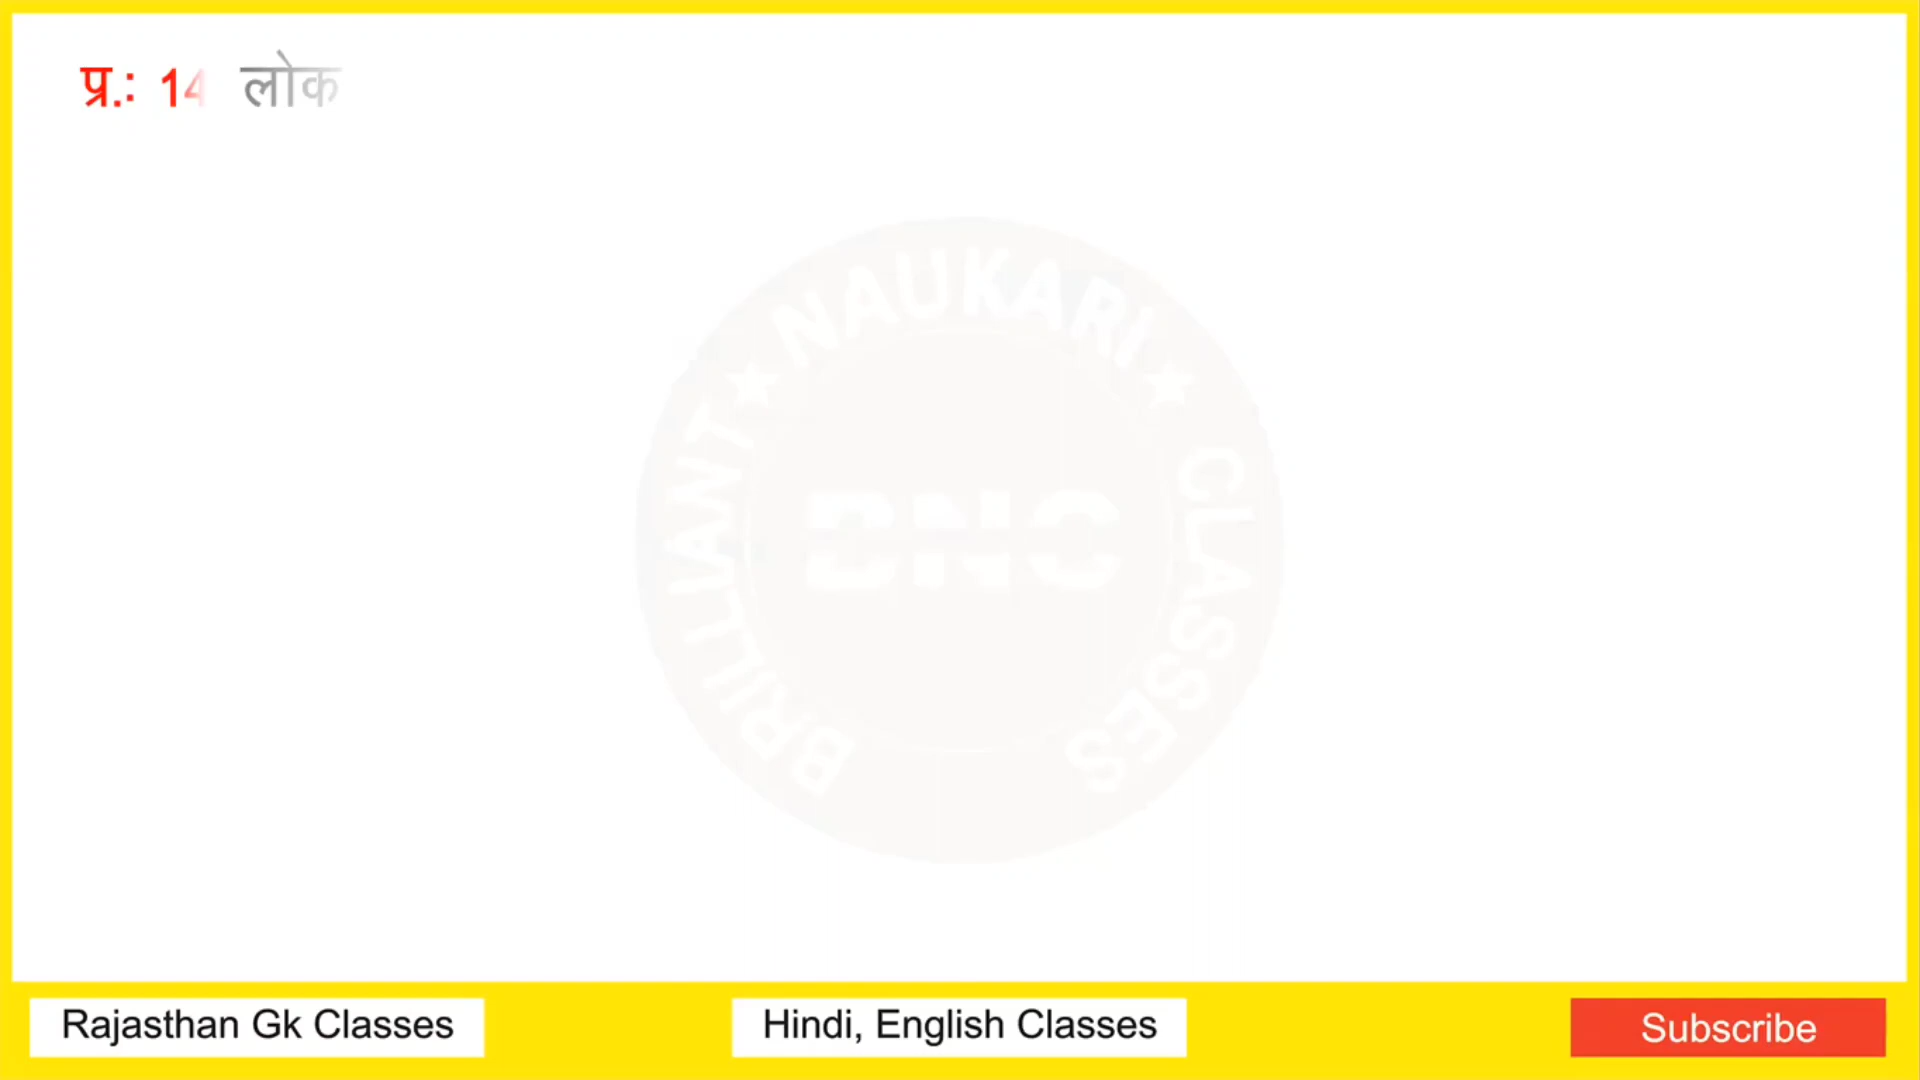 प्र.: 14 लोक
BRILLIANT ★ NAUKARI ★ CLASSES
BNC
Rajasthan Gk Classes
Hindi, English Classes
Subscribe